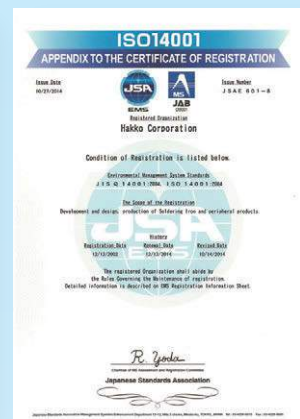 ISO14001
APPENDIX TO THE CERTIFICATE OF REGISTRATION
Issue Date
10/27/2014
Issue Number
JSAE 601-8
JSA
EMS
MS
JAB
Registered Organization
Hakko Corporation
Condition of Registration is listed below.
Environmental Management System Standards
JIS Q 14001:2004, ISO 14001:2004
The Scope of the Registration
Development and design, production of Soldering Iron and peripheral products
History
Registration Date
Renewal Date
Revised Date
12/13/2002
12/13/2014
10/14/2014
The registered Organization shall abide by
the Rules Governing the Maintenance of registration.
Detailed information is described on EMS Registration Information Sheet.
R. Yoda
Japanese Standards Association